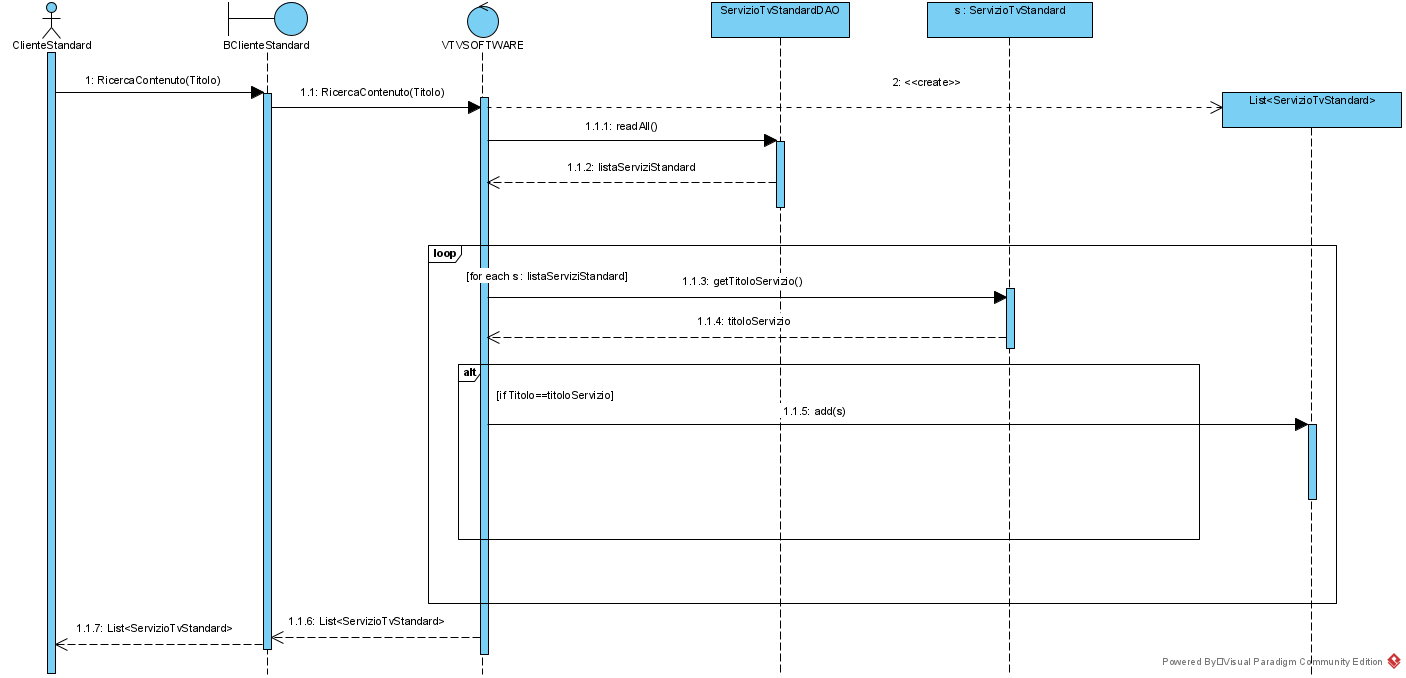 ClienteStandard
BClienteStandard
VTVSOFTWARE
ServizioTvStandardDAO
s : ServizioTvStandard
List<ServizioTvStandard>
1: RicercaContenuto(Titolo)
1.1: RicercaContenuto(Titolo)
2: <<create>>
1.1.1: readAll()
1.1.2: listaServiziStandard
loop
[for each s : listaServiziStandard]
1.1.3: getTitoloServizio()
1.1.4: titoloServizio
alt
[if Titolo==titoloServizio]
1.1.5: add(s)
1.1.6: List<ServizioTvStandard>
1.1.7: List<ServizioTvStandard>
Powered By Visual Paradigm Community Edition